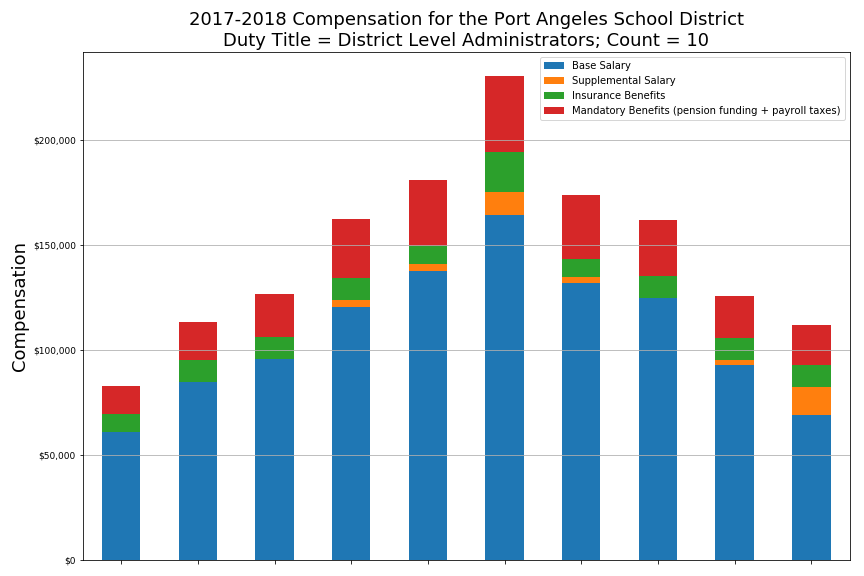 2017-2018 Compensation for the Port Angeles School District
Duty Title = District Level Administrators; Count = 10
Base Salary
Supplemental Salary
Insurance Benefits
Mandatory Benefits (pension funding + payroll taxes)
$200,000
$150,000
$100,000
$50,000
$0
Compensation